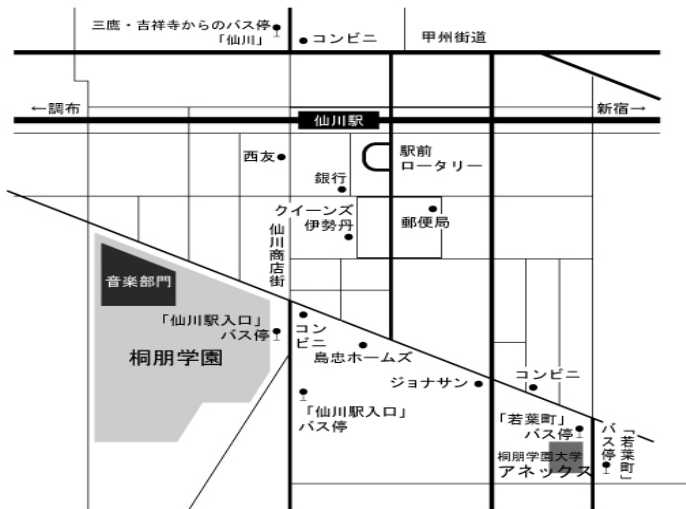 三鷹・吉祥寺からのバス停
「仙川」
コンビニ
甲州街道
←調布
新宿→
仙川駅
西友
駅前
ロータリー
銀行
クイーンズ
伊勢丹
郵便局
仙川商店街
音楽部門
「仙川駅入口」
バス停
コン
ビニ
桐朋学園
島忠ホームズ
ジョナサン
コンビニ
「仙川駅入口」
バス停
「若葉町」
バス停
「若葉町」
バス停
桐朋学園大学
アネックス